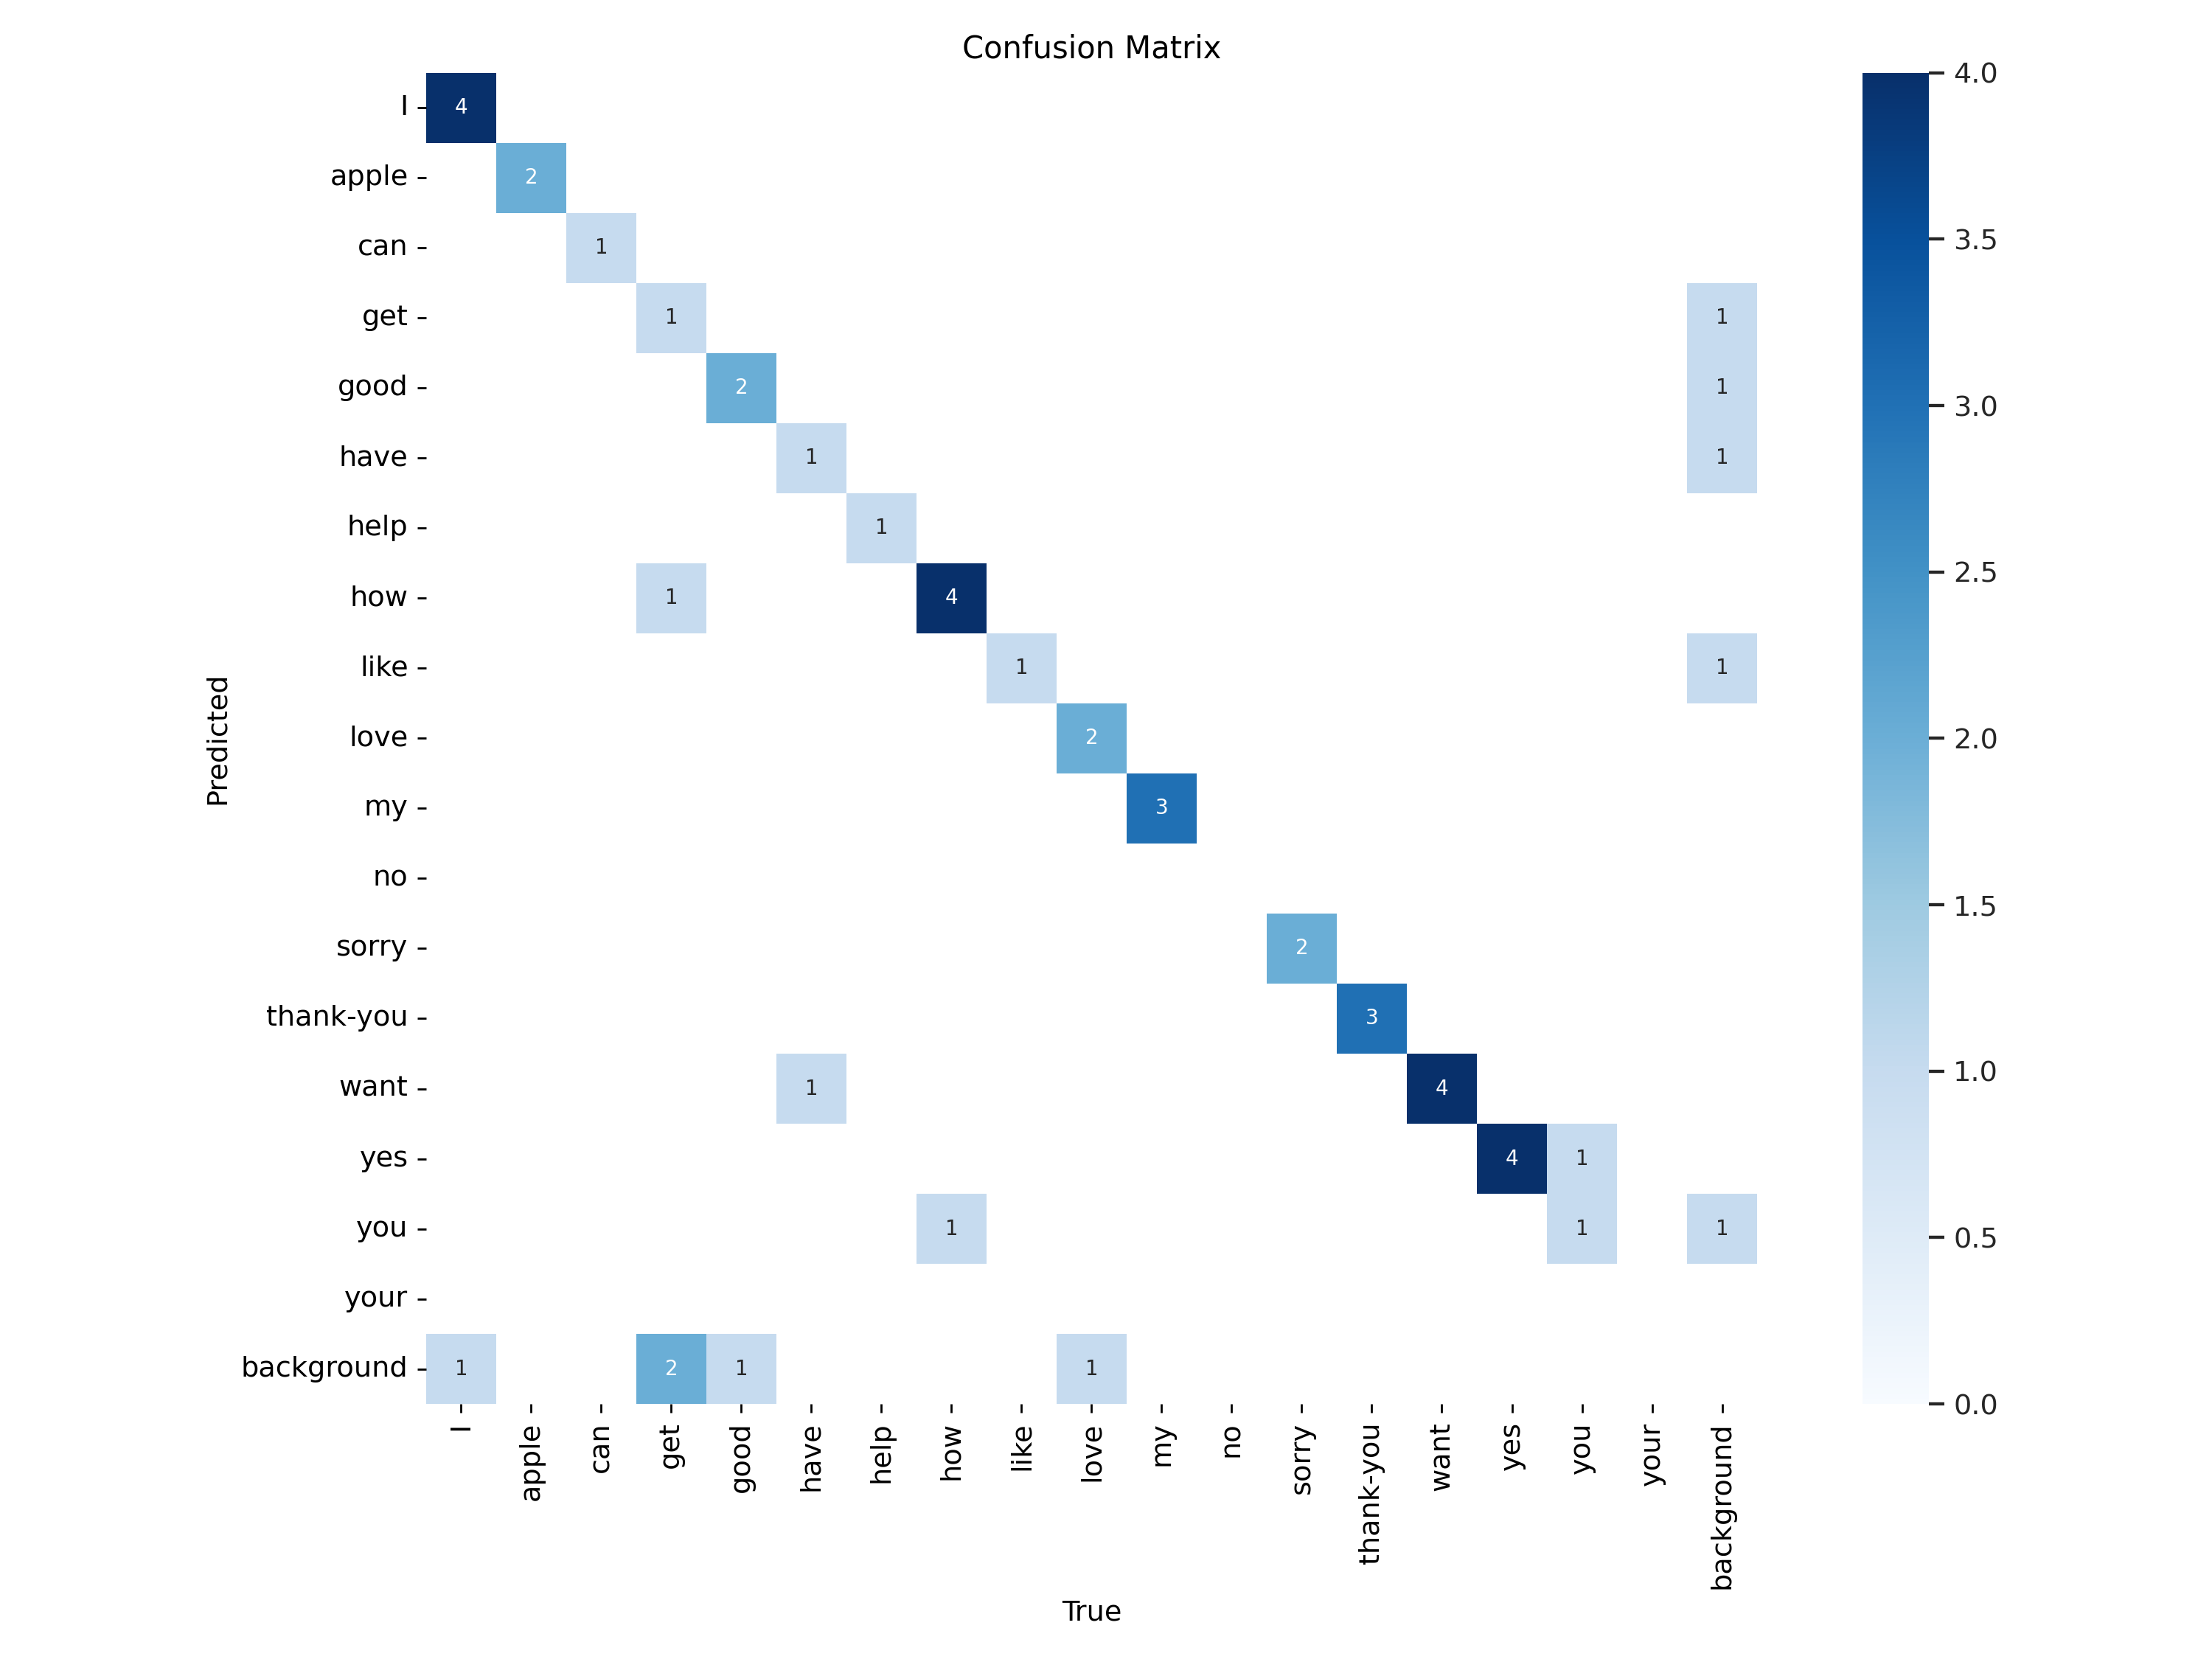 Confusion Matrix
I 4
apple 2
can 1
get 1 1
good 2 1
have 1 1
help 1
how 1 4
like 1 1
love 2
my 3
no
sorry 2
thank-you 3
want 1 4
yes 4 1
you 1 1 1
your
background 1 2 1 1
I apple can get good have help how like love my no sorry thank-you want yes you your background
True
Predicted
4.0
3.5
3.0
2.5
2.0
1.5
1.0
0.5
0.0